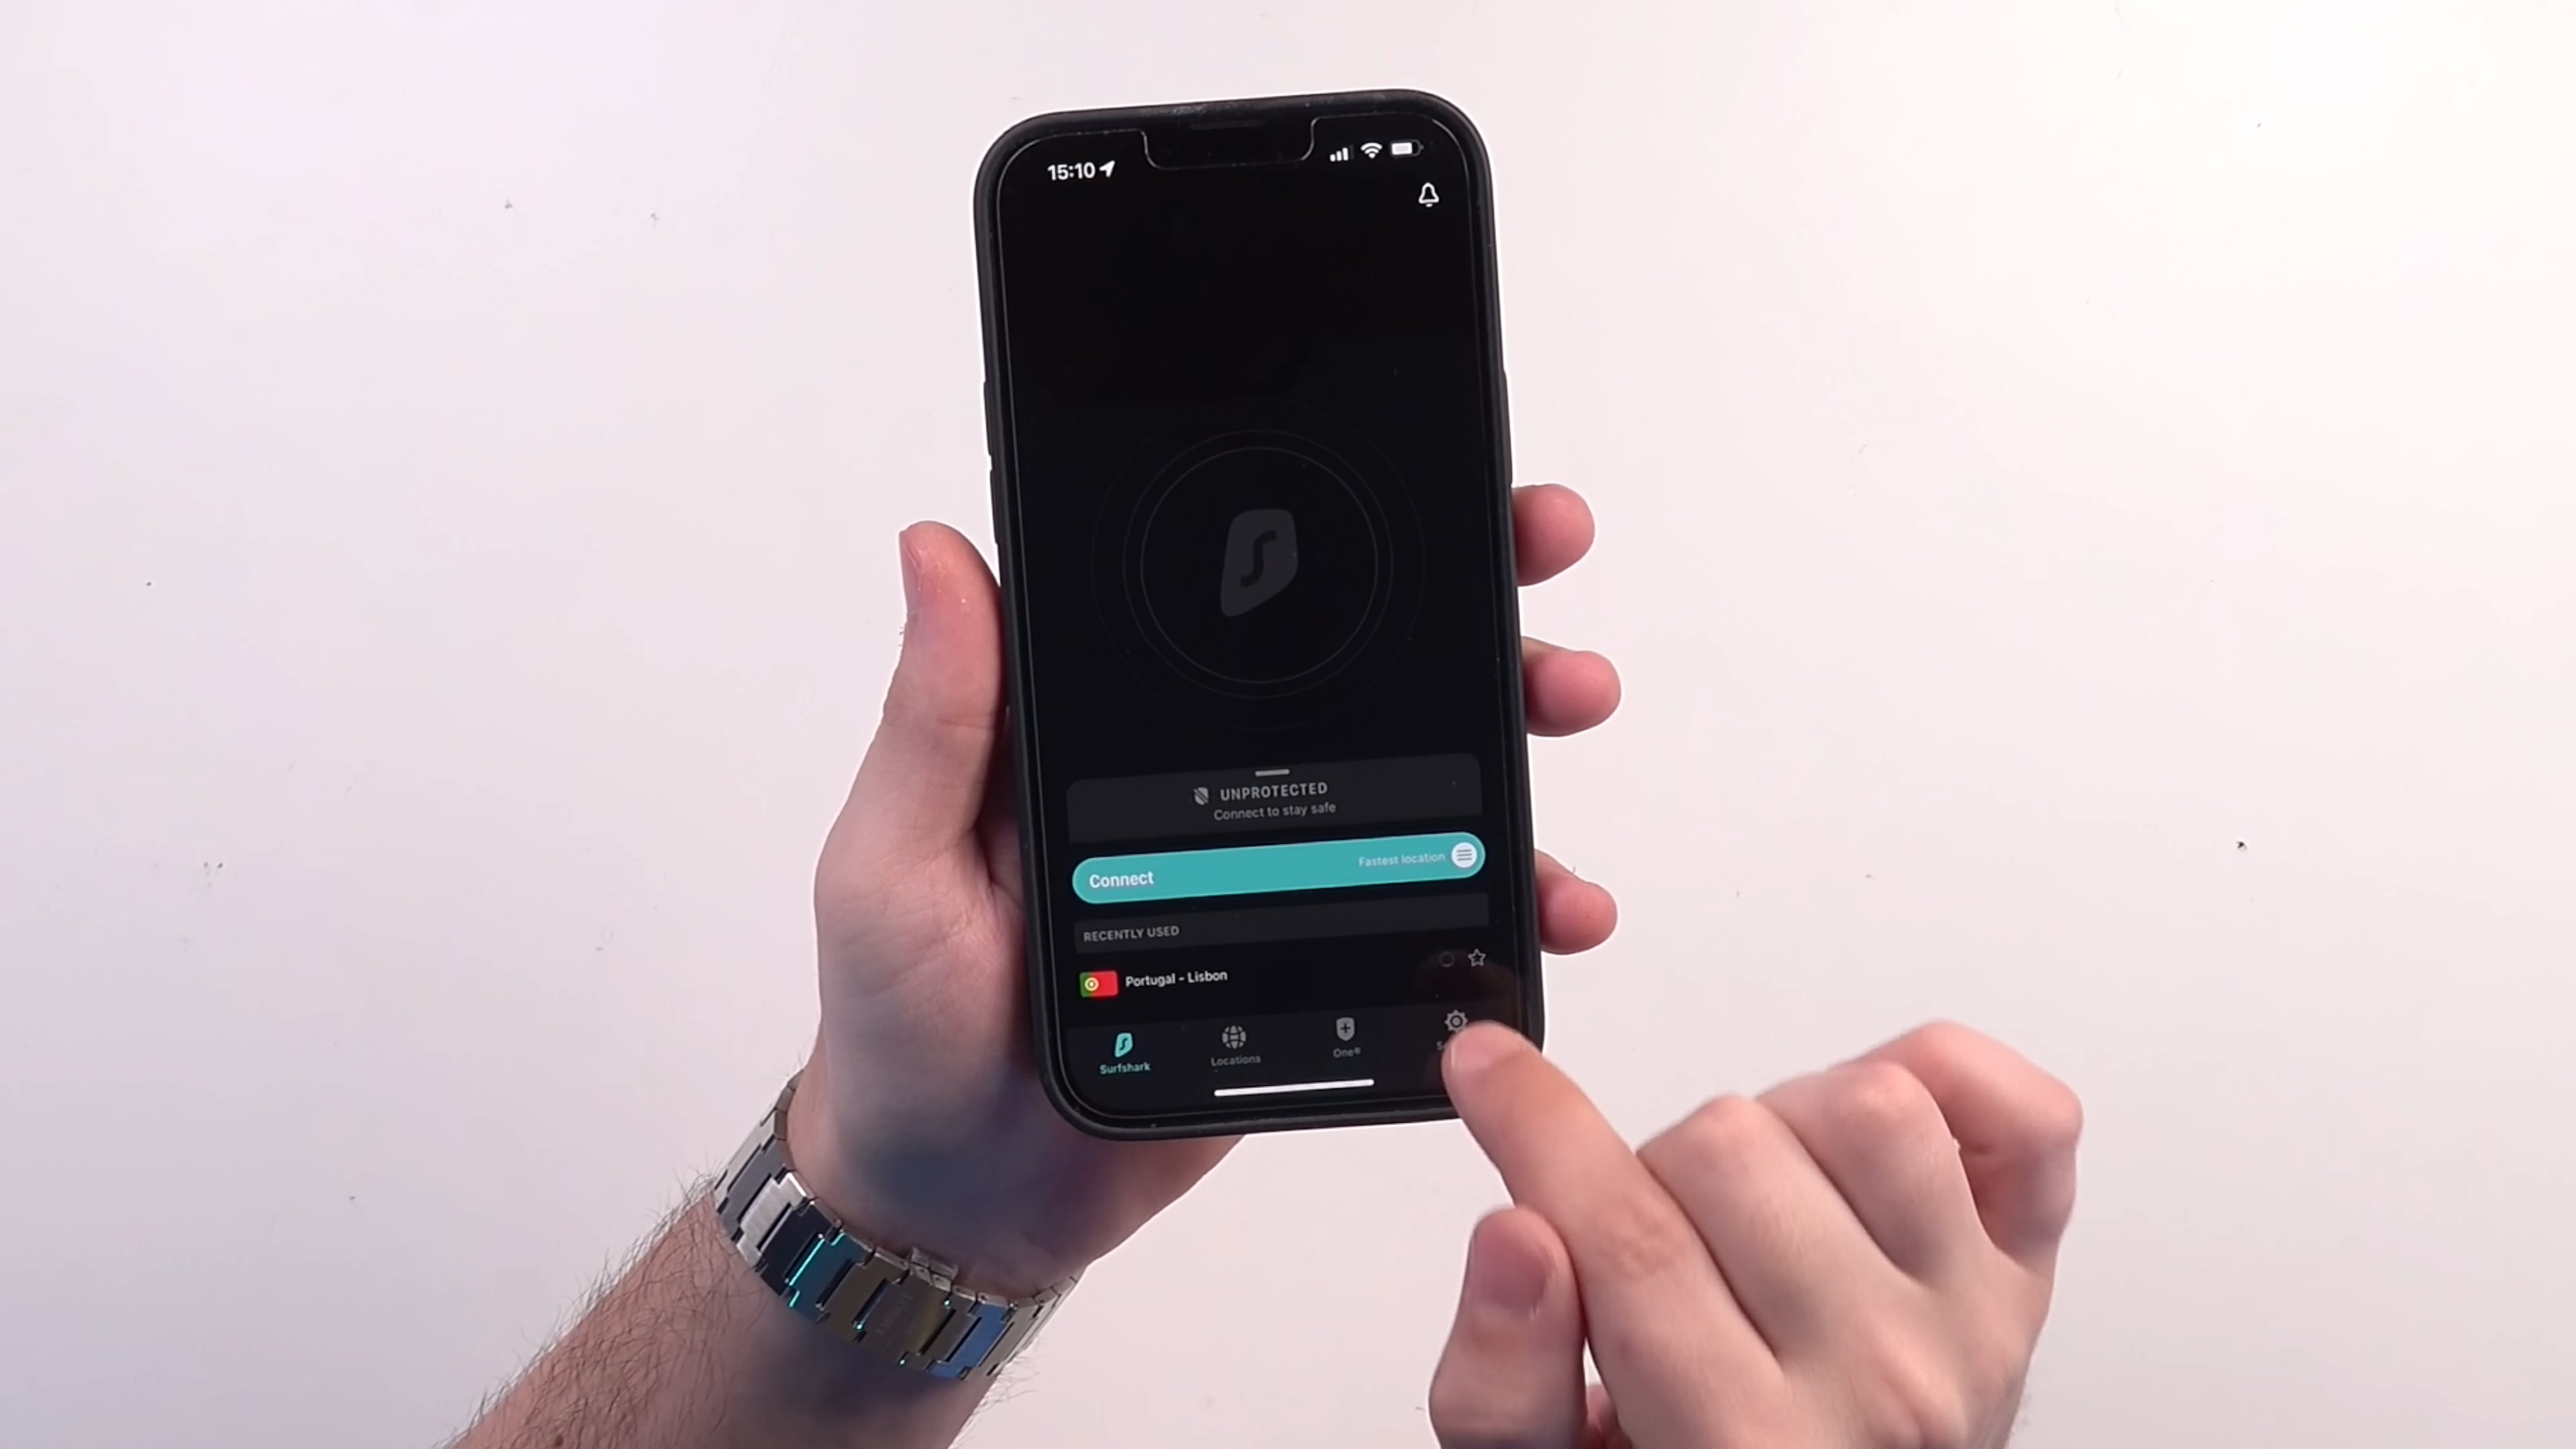 15:10
UNPROTECTED
Connect to stay safe
Connect
Fastest location
RECENTLY USED
Portugal - Lisbon
Surfshark
Locations
One®